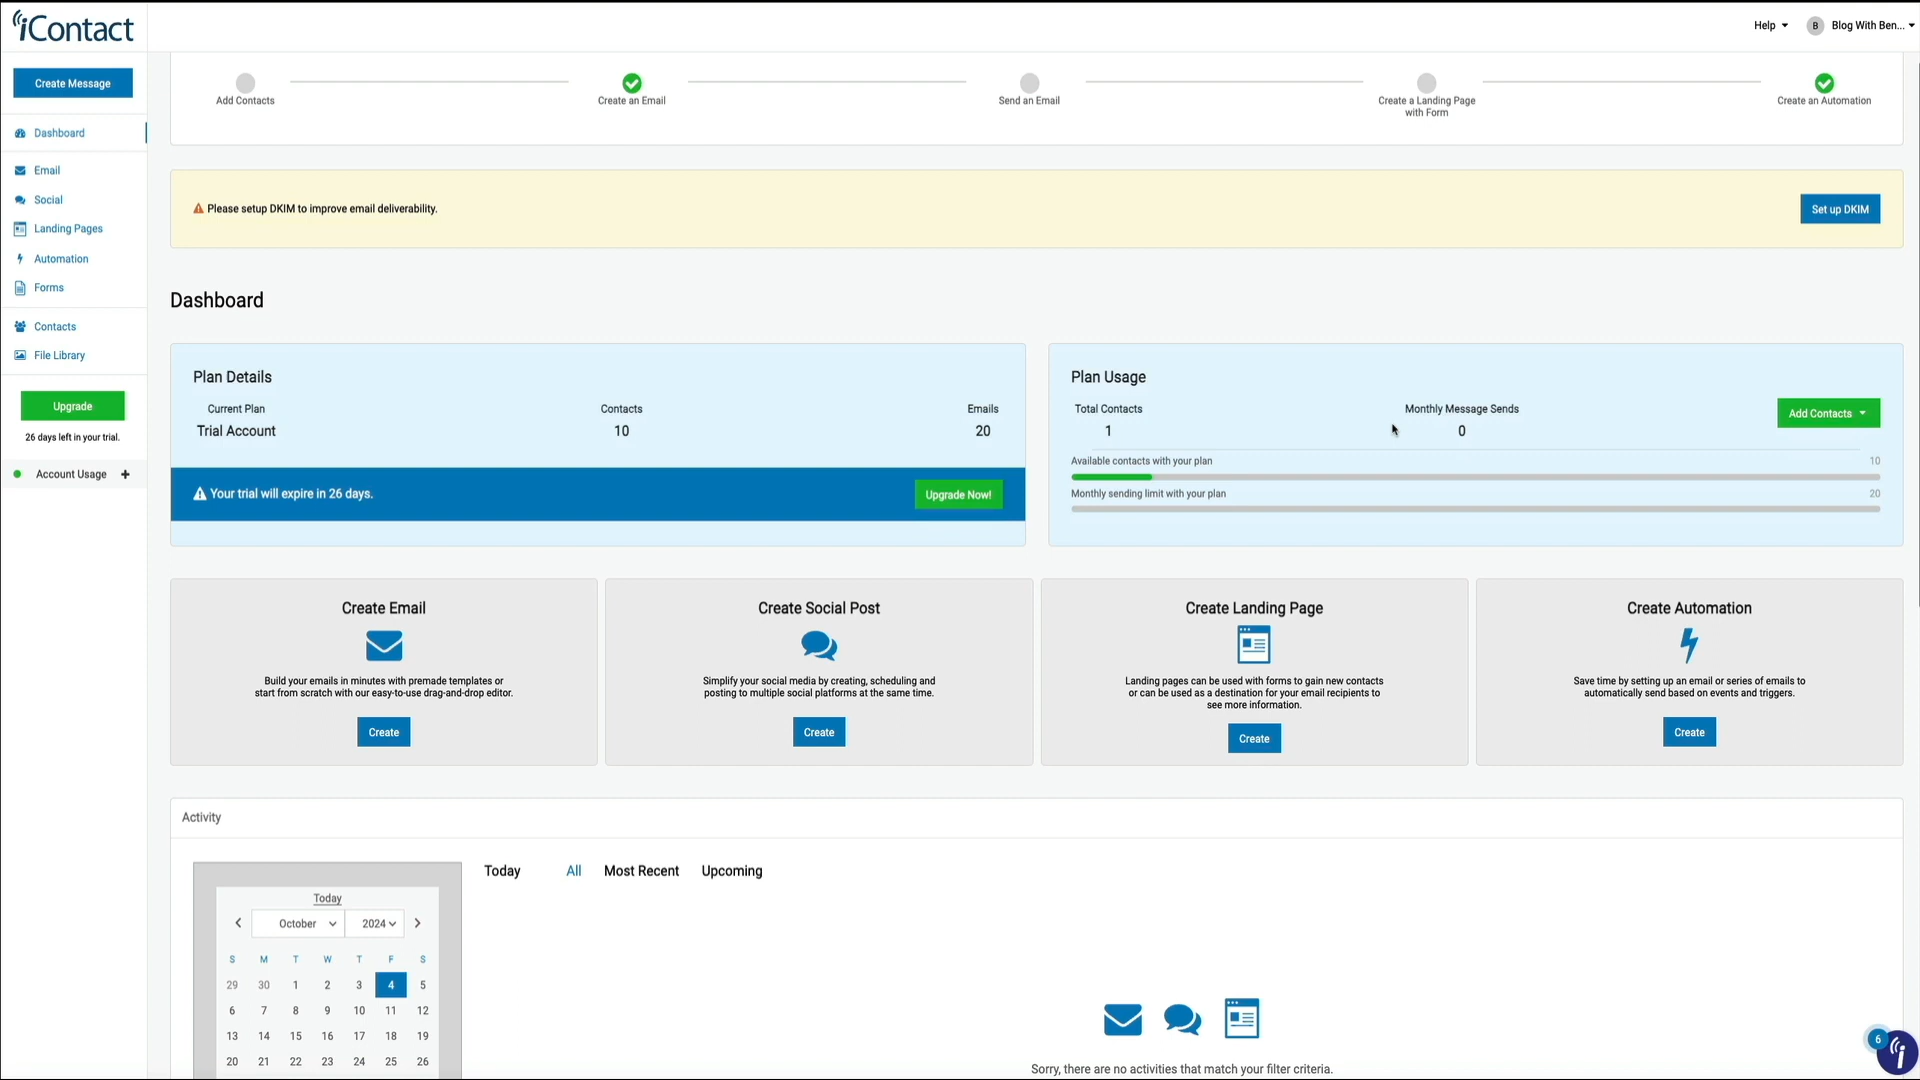 iContact
Help
B
Blog With Ben...
Create Message
Add Contacts
Create an Email
Send an Email
Create a Landing Page
with Form
Create an Automation
Dashboard
Email
Social
Landing Pages
Automation
Forms
Contacts
File Library
Upgrade
26 days left in your trial.
Account Usage
Please setup DKIM to improve email deliverability.
Set up DKIM
Dashboard
Plan Details
Current Plan
Contacts
Emails
Trial Account
10
20
Your trial will expire in 26 days.
Upgrade Now!
Plan Usage
Total Contacts
Monthly Message Sends
1
0
Add Contacts
Available contacts with your plan
10
Monthly sending limit with your plan
20
Create Email
Build your emails in minutes with premade templates or
start from scratch with our easy-to-use drag-and-drop editor.
Create
Create Social Post
Simplify your social media by creating, scheduling and
posting to multiple social platforms at the same time.
Create
Create Landing Page
Landing pages can be used with forms to gain new contacts
or can be used as a destination for your email recipients to
see more information.
Create
Create Automation
Save time by setting up an email or series of emails to
automatically send based on events and triggers.
Create
Activity
Today
October
2024
S M T W T F S
29 30 1 2 3 4 5
6 7 8 9 10 11 12
13 14 15 16 17 18 19
20 21 22 23 24 25 26
Today
All
Most Recent
Upcoming
Sorry, there are no activities that match your filter criteria.
6